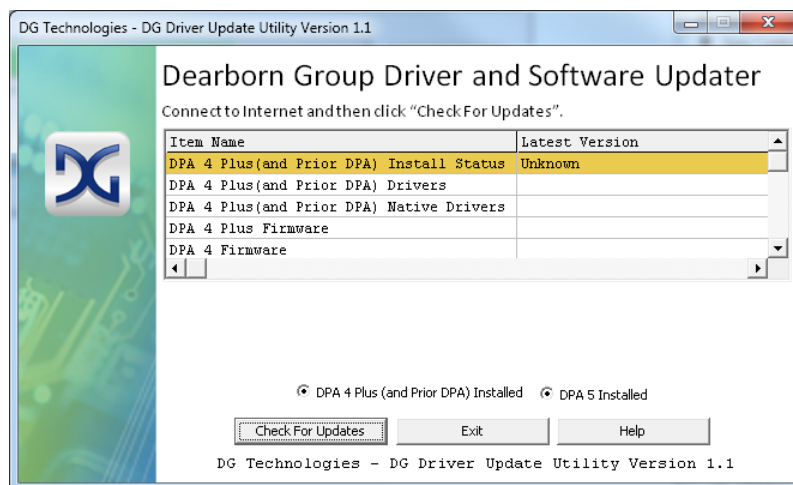 DG Technologies - DG Driver Update Utility Version 1.1
Dearborn Group Driver and Software Updater
Connect to Internet and then click “Check For Updates”.
Item Name Latest Version
DPA 4 Plus(and Prior DPA) Install Status Unknown
DPA 4 Plus(and Prior DPA) Drivers
DPA 4 Plus(and Prior DPA) Native Drivers
DPA 4 Plus Firmware
DPA 4 Firmware
DG
DPA 4 Plus (and Prior DPA) Installed DPA 5 Installed
Check For Updates Exit Help
DG Technologies - DG Driver Update Utility Version 1.1